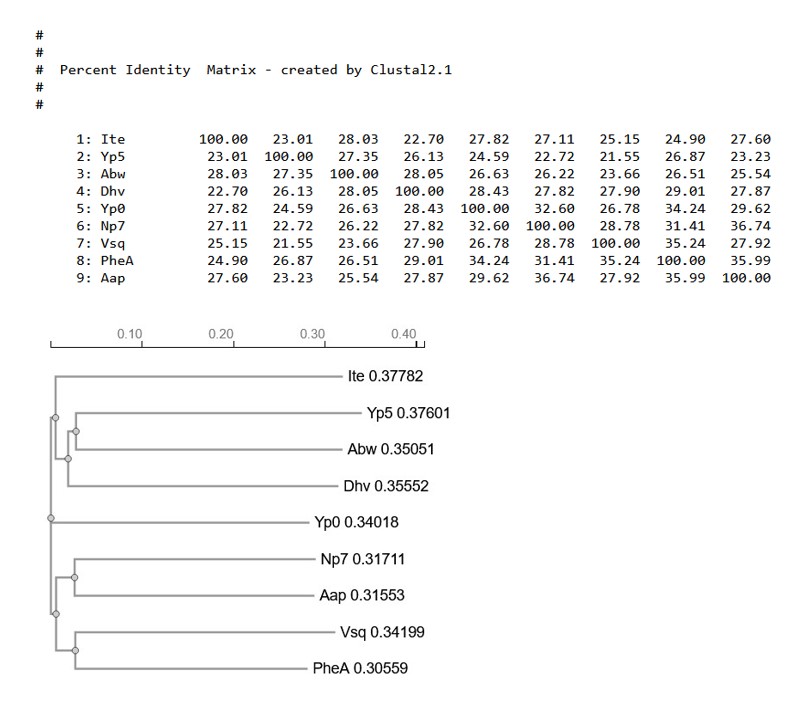 #
#
# Percent Identity Matrix - created by Clustal2.1
#
#
1: Ite 100.00 23.01 28.03 22.70 27.82 27.11 25.15 24.90 27.60
2: Yp5 23.01 100.00 27.35 26.13 24.59 22.72 21.55 26.87 23.23
3: Abw 28.03 27.35 100.00 28.05 26.63 26.22 23.66 26.51 25.54
4: Dhv 22.70 26.13 28.05 100.00 28.43 27.82 27.90 29.01 27.87
5: Yp0 27.82 24.59 26.63 28.43 100.00 32.60 26.78 34.24 29.62
6: Np7 27.11 22.72 26.22 27.82 32.60 100.00 28.78 31.41 36.74
7: Vsq 25.15 21.55 23.66 27.90 26.78 28.78 100.00 35.24 27.92
8: PheA 24.90 26.87 26.51 29.01 34.24 31.41 35.24 100.00 35.99
9: Aap 27.60 23.23 25.54 27.87 29.62 36.74 27.92 35.99 100.00
0.10 0.20 0.30 0.40
Ite 0.37782
Yp5 0.37601
Abw 0.35051
Dhv 0.35552
Yp0 0.34018
Np7 0.31711
Aap 0.31553
Vsq 0.34199
PheA 0.30559